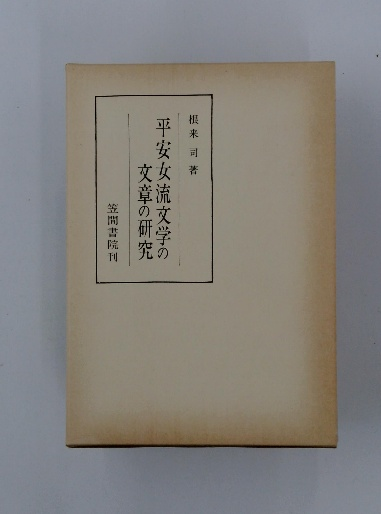 根来司著
平安女流文学の
文章の研究
笠間書院刊